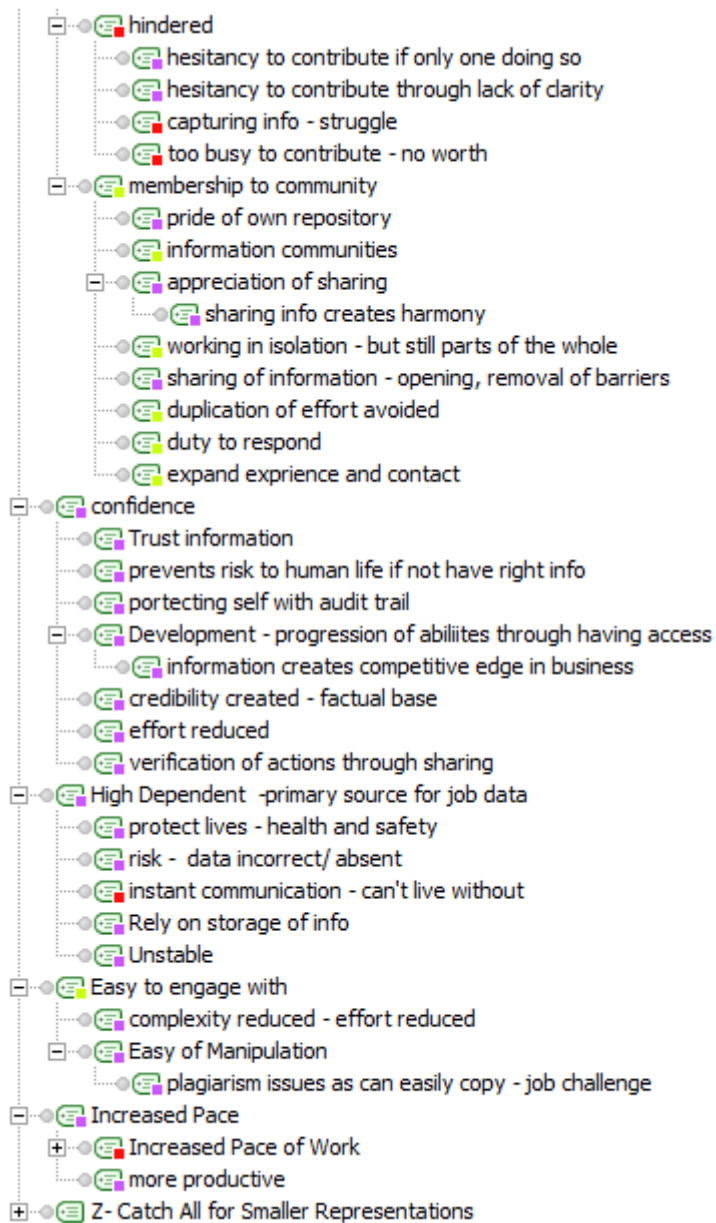 hindered
hesitancy to contribute if only one doing so
hesitancy to contribute through lack of clarity
capturing info - struggle
too busy to contribute - no worth
membership to community
pride of own repository
information communities
appreciation of sharing
sharing info creates harmony
working in isolation - but still parts of the whole
sharing of information - opening, removal of barriers
duplication of effort avoided
duty to respond
expand exprience and contact
confidence
Trust information
prevents risk to human life if not have right info
portecting self with audit trail
Development - progression of abiliites through having access
information creates competitive edge in business
credibility created - factual base
effort reduced
verification of actions through sharing
High Dependent  -primary source for job data
protect lives - health and safety
risk -  data incorrect/ absent
instant communication - can't live without
Rely on storage of info
Unstable
Easy to engage with
complexity reduced - effort reduced
Easy of Manipulation
plagiarism issues as can easily copy - job challenge
Increased Pace
Increased Pace of Work
more productive
Z- Catch All for Smaller Representations